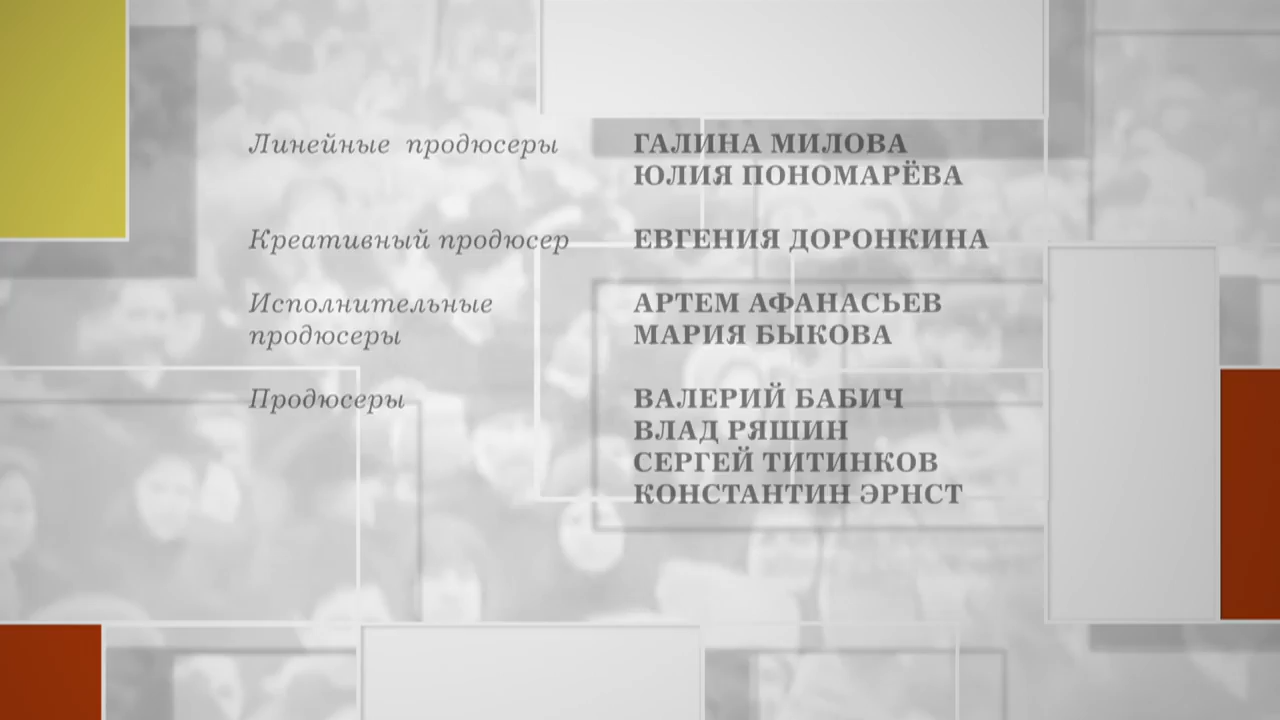 Линейные продюсеры ГАЛИНА МИЛОВА
ЮЛИЯ ПОНОМАРЁВА
Креативный продюсер ЕВГЕНИЯ ДОРОНКИНА
Исполнительные АРТЕМ АФАНАСЬЕВ
продюсеры МАРИЯ БЫКОВА
Продюсеры ВАЛЕРИЙ БАБИЧ
ВЛАД РЯШИН
СЕРГЕЙ ТИТИНКОВ
КОНСТАНТИН ЭРНСТ